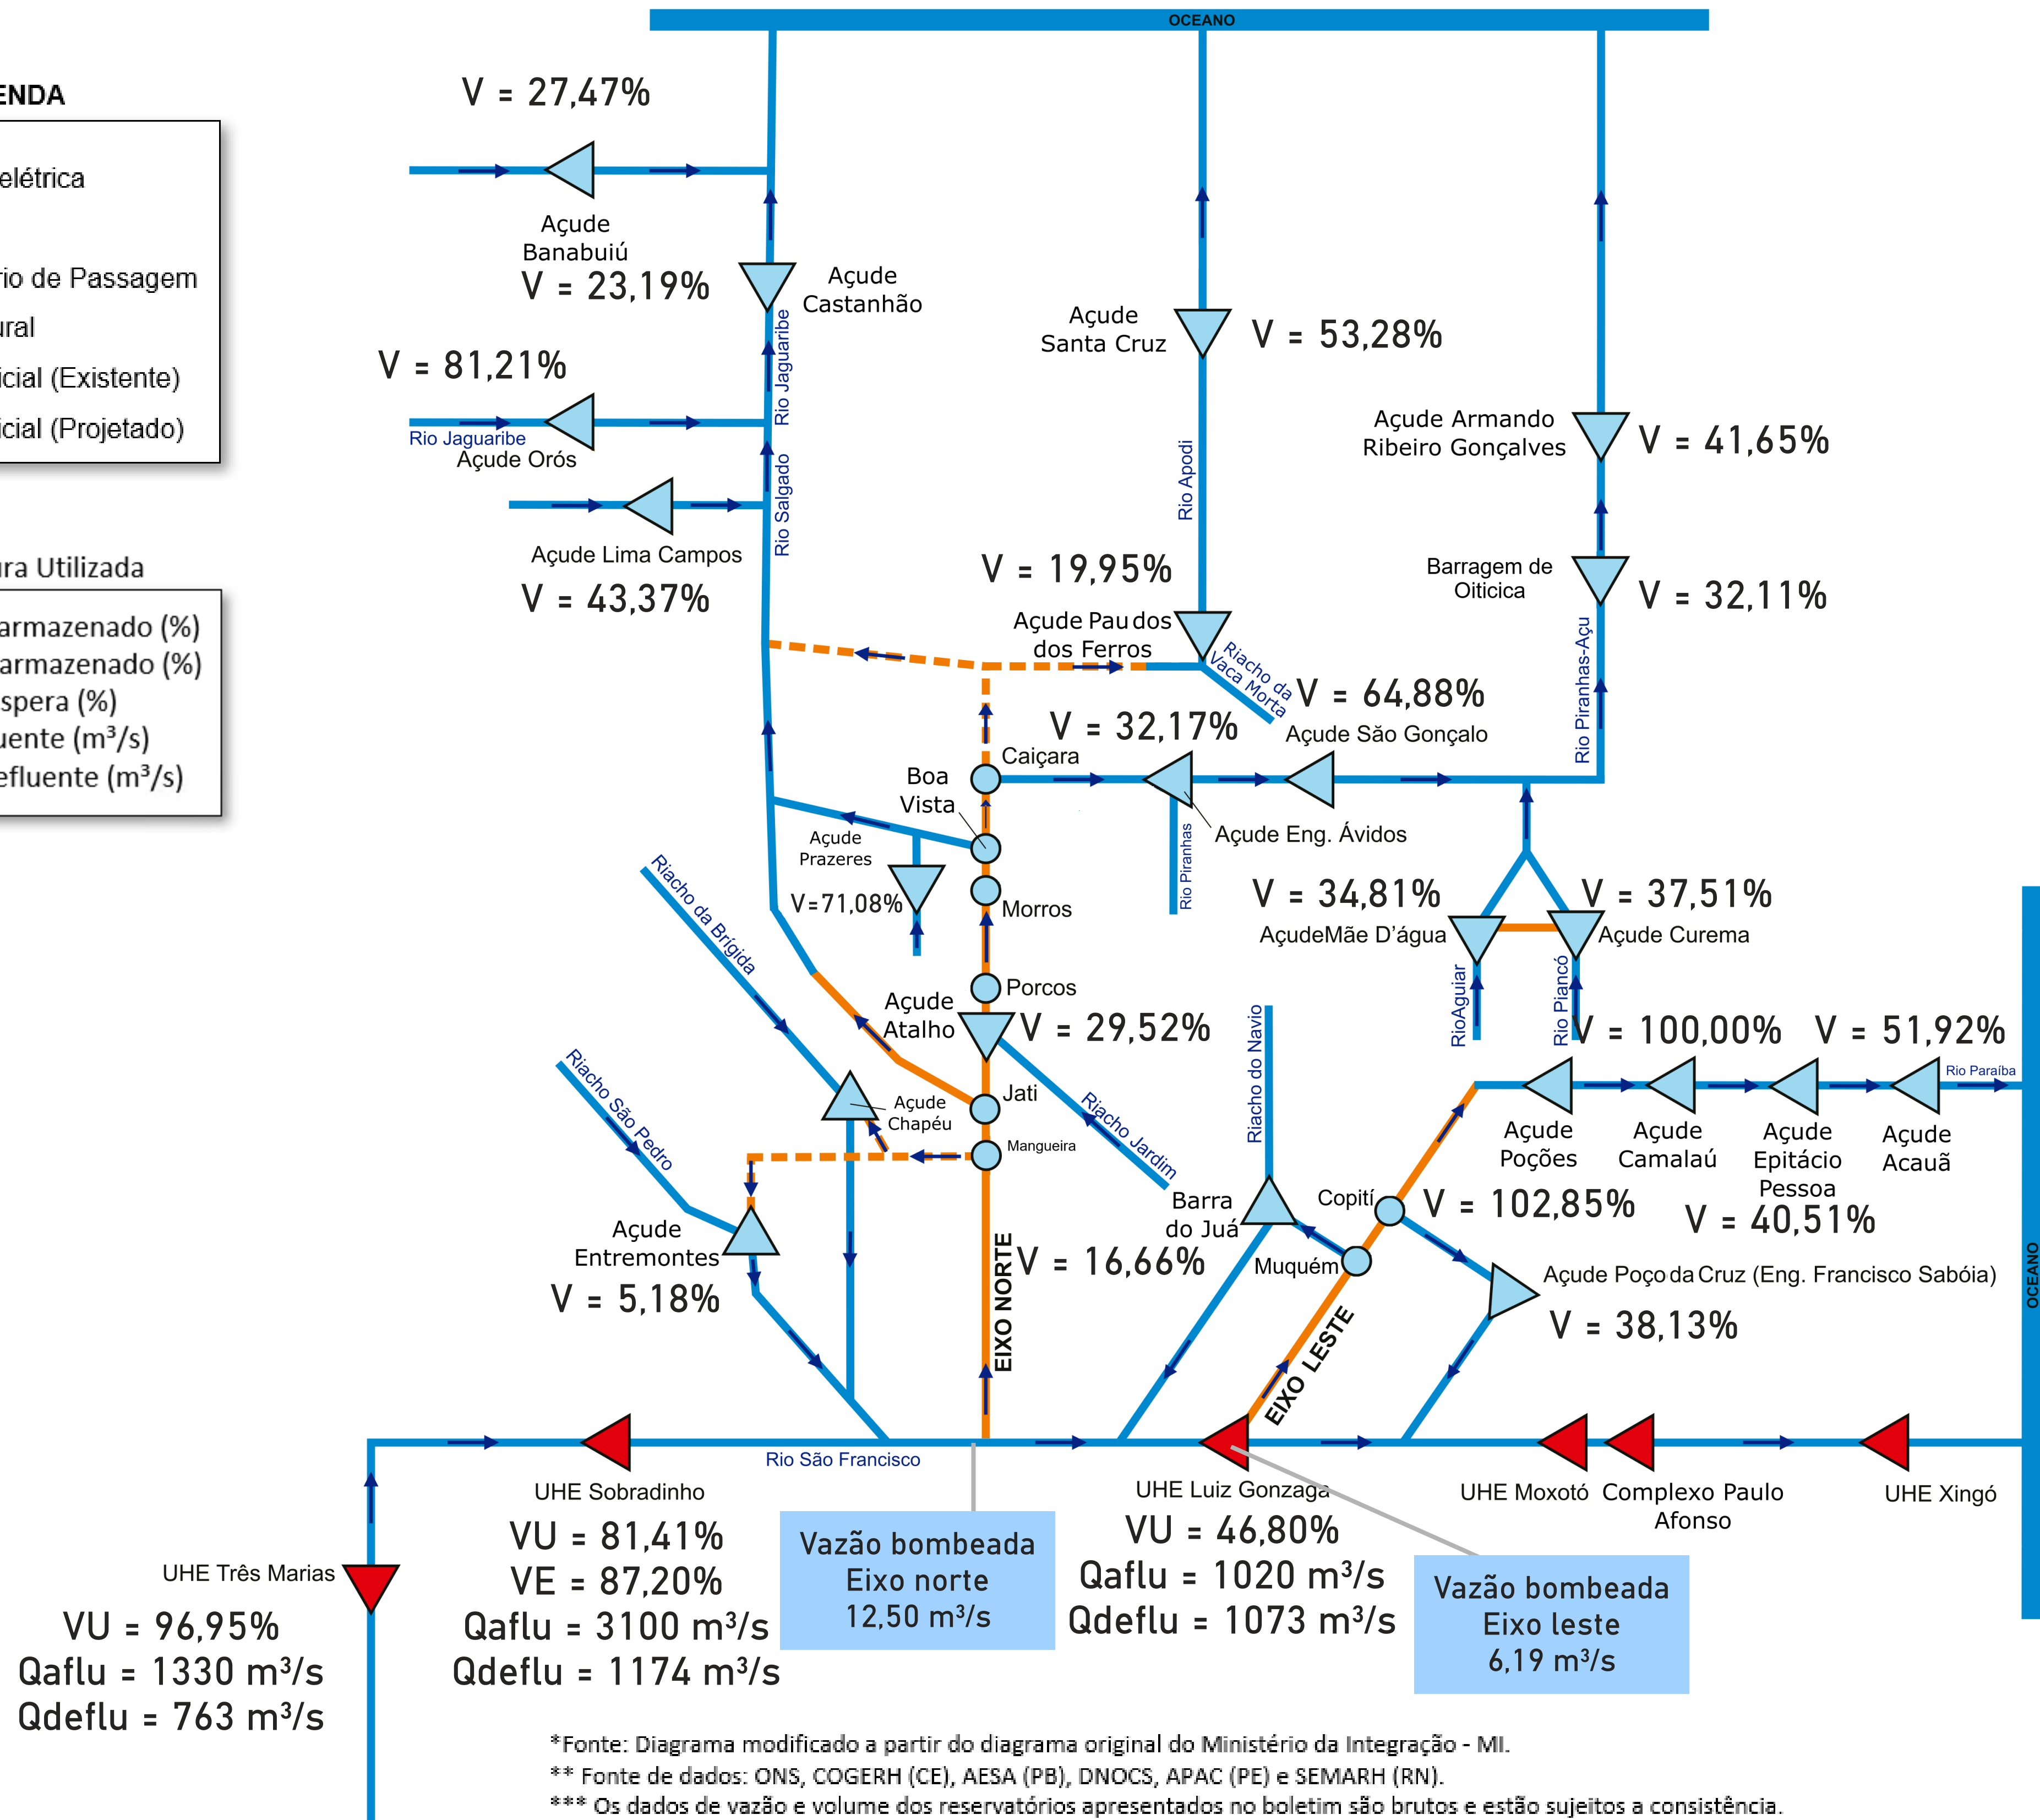 OCEANO
ENDA
elétrica
rio de Passagem
ural
icial (Existente)
icial (Projetado)
ura Utilizada
armazenado (%)
armazenado (%)
spera (%)
uente (m³/s)
efluente (m³/s)
V = 27,47%
Açude
Banabuiú
V = 23,19%
Açude
Castanhão
V = 81,21%
Rio Jaguaribe
Açude Orós
Rio Jaguaribe
Rio Salgado
Açude Lima Campos
V = 43,37%
Açude
Santa Cruz
V = 53,28%
Rio Apodi
V = 19,95%
Açude Pau dos
dos Ferros
Riacho da
Vaca Morta
Açude Armando
Ribeiro Gonçalves
V = 41,65%
Barragem de
Oiticica
V = 32,11%
Rio Piranhas-Açu
V = 64,88%
Açude São Gonçalo
V = 32,17%
Caiçara
Boa
Vista
Açude Eng. Ávidos
Rio Piranhas
Açude
Prazeres
V=71,08%
Morros
Porcos
Açude
Atalho
V = 29,52%
Riacho da Brígida
Riacho São Pedro
Jati
Açude
Chapéu
Mangueira
Riacho Jardim
Açude
Entremontes
V = 5,18%
EIXO NORTE
V = 16,66%
V = 34,81%
AçudeMãe D'água
V = 37,51%
Açude Curema
RioAguiar
Rio Piancó
V = 100,00%
V = 51,92%
Rio Paraíba
Riacho do Navio
Açude
Poções
Açude
Camalaú
Açude
Epitácio
Pessoa
Açude
Acauã
Barra
do Juá
Copití
V = 102,85%
V = 40,51%
Muquém
Açude Poço da Cruz (Eng. Francisco Sabóia)
V = 38,13%
EIXO LESTE
OCEANO
Rio São Francisco
UHE Sobradinho
VU = 81,41%
VE = 87,20%
Qaflu = 3100 m³/s
Qdeflu = 1174 m³/s
Vazão bombeada
Eixo norte
12,50 m³/s
UHE Luiz Gonzaga
VU = 46,80%
Qaflu = 1020 m³/s
Qdeflu = 1073 m³/s
Vazão bombeada
Eixo leste
6,19 m³/s
UHE Moxotó
Complexo Paulo
Afonso
UHE Xingó
UHE Três Marias
VU = 96,95%
Qaflu = 1330 m³/s
Qdeflu = 763 m³/s
*Fonte: Diagrama modificado a partir do diagrama original do Ministério da Integração - MI.
** Fonte de dados: ONS, COGERH (CE), AESA (PB), DNOCS, APAC (PE) e SEMARH (RN).
*** Os dados de vazão e volume dos reservatórios apresentados no boletim são brutos e estão sujeitos a consistência.